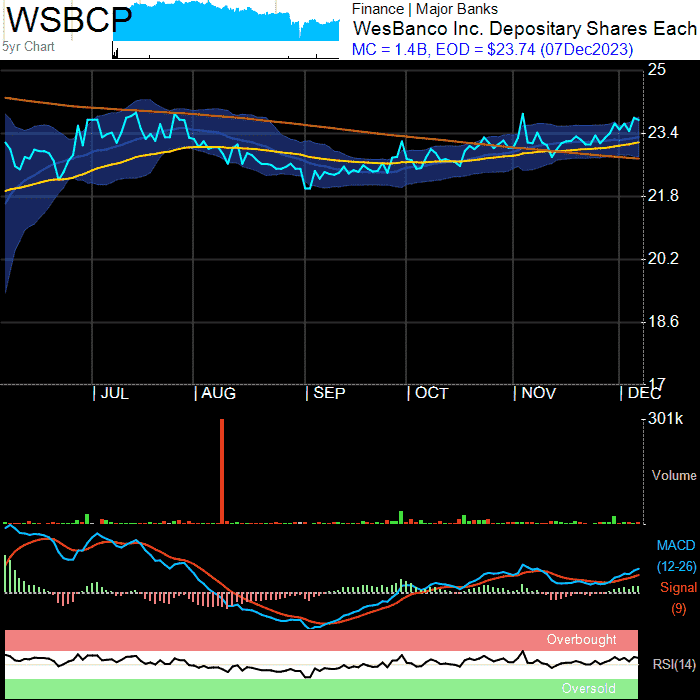 WSBCP
5yr Chart
Finance | Major Banks
WesBanco Inc. Depositary Shares Each
MC = 1.4B, EOD = $23.74 (07Dec2023)
25
23.4
21.8
20.2
18.6
17
JUL
AUG
SEP
OCT
NOV
DEC
301k
Volume
MACD
(12-26)
Signal
(9)
Overbought
RSI(14)
Oversold